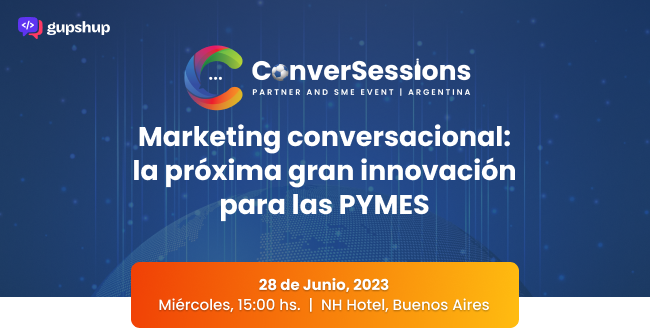 gupshup
ConverSessions
PARTNER AND SME EVENT | ARGENTINA
Marketing conversacional:
la próxima gran innovación
para las PYMES
28 de Junio, 2023
Miércoles, 15:00 hs. | NH Hotel, Buenos Aires